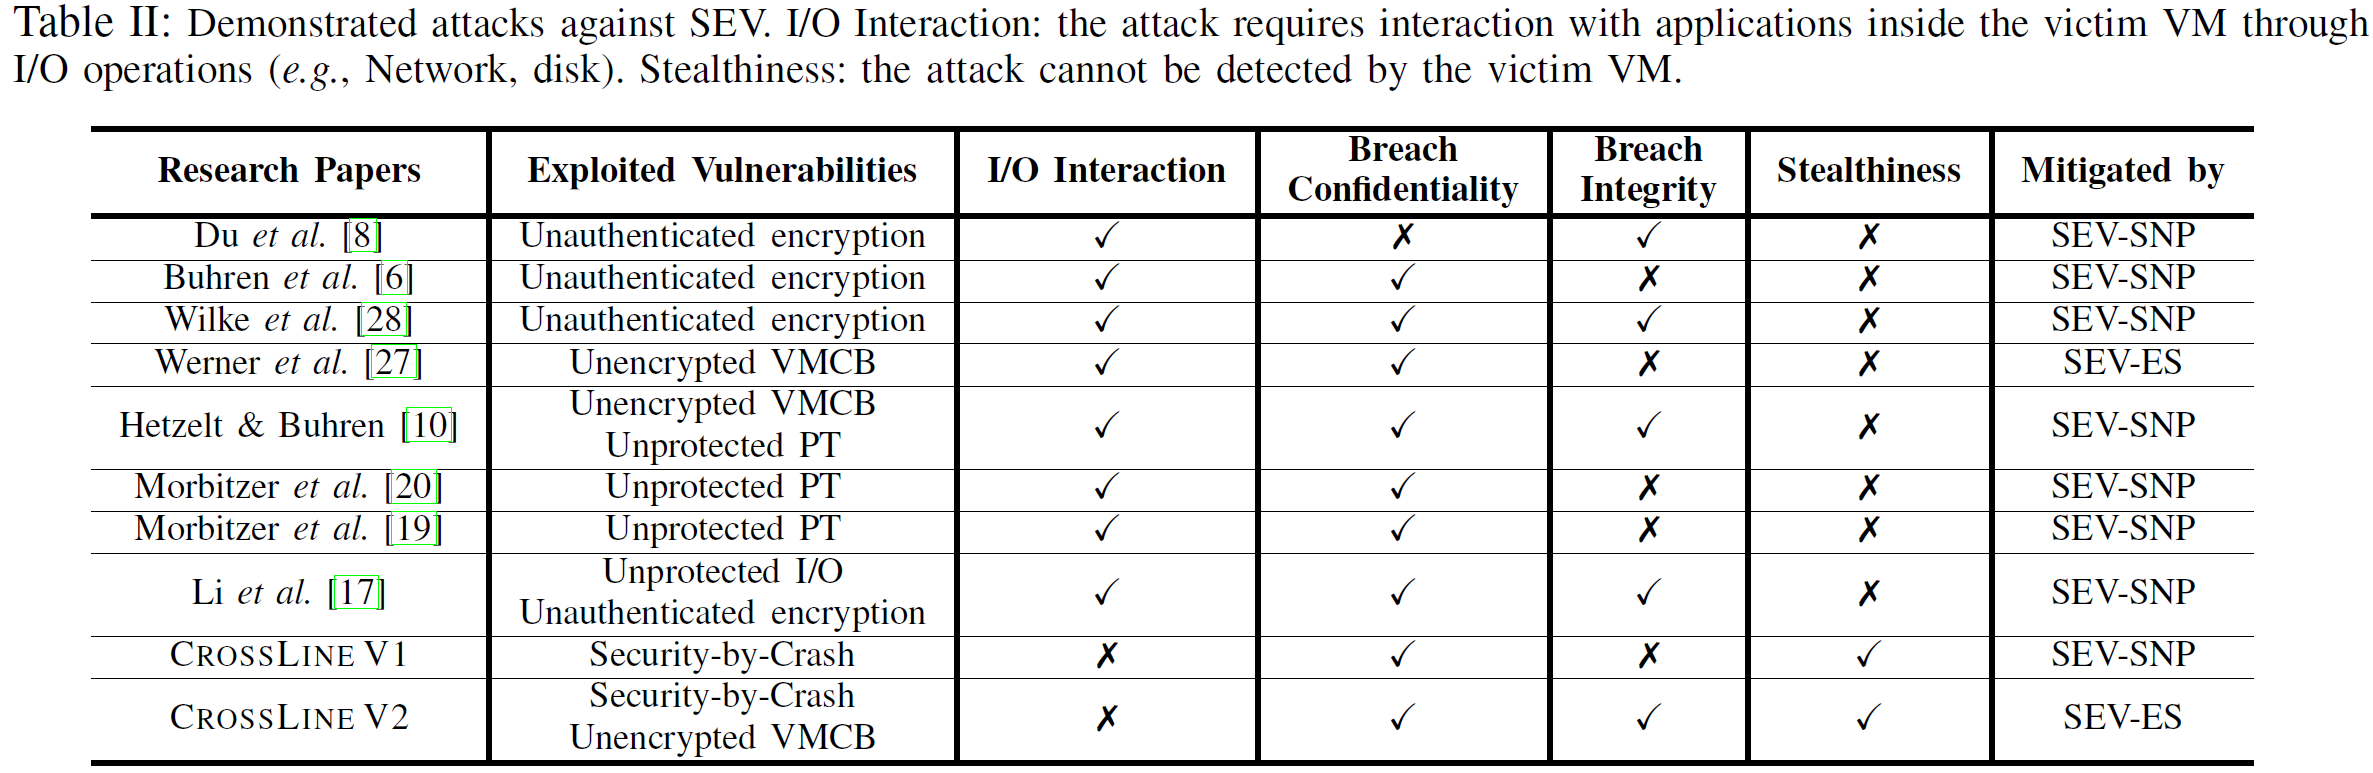 Table II: Demonstrated attacks against SEV. I/O Interaction: the attack requires interaction with applications inside the victim VM through
I/O operations (e.g., Network, disk). Stealthiness: the attack cannot be detected by the victim VM.
Research Papers Exploited Vulnerabilities I/O Interaction Breach Confidentiality Breach Integrity Stealthiness Mitigated by
Du et al. [8] Unauthenticated encryption ✓ ✗ ✓ ✗ SEV-SNP
Buhren et al. [6] Unauthenticated encryption ✓ ✓ ✗ ✗ SEV-SNP
Wilke et al. [28] Unauthenticated encryption ✓ ✓ ✓ ✗ SEV-SNP
Werner et al. [27] Unencrypted VMCB ✓ ✓ ✗ ✗ SEV-ES
Hetzelt & Buhren [10] Unencrypted VMCB Unprotected PT ✓ ✓ ✓ ✗ SEV-SNP
Morbitzer et al. [20] Unprotected PT ✓ ✓ ✗ ✗ SEV-SNP
Morbitzer et al. [19] Unprotected PT ✓ ✓ ✗ ✗ SEV-SNP
Li et al. [17] Unprotected I/O Unauthenticated encryption ✓ ✓ ✓ ✗ SEV-SNP
CROSSLINE V1 Security-by-Crash ✗ ✓ ✗ ✓ SEV-SNP
CROSSLINE V2 Security-by-Crash Unencrypted VMCB ✗ ✓ ✓ ✓ SEV-ES